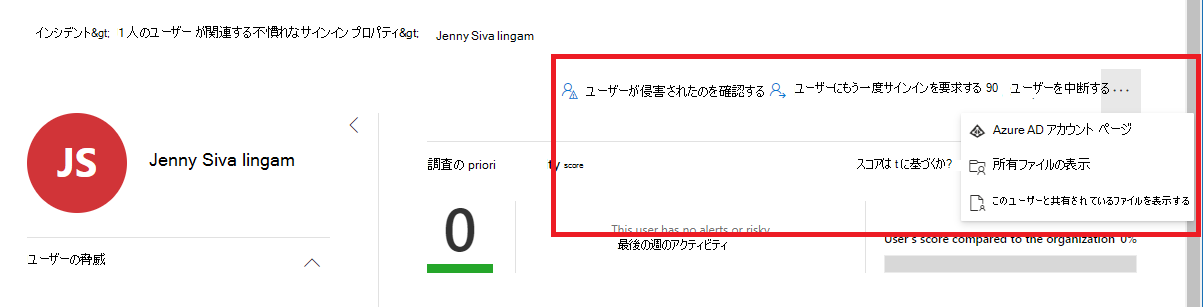 インシデント&gt; 1 人のユーザー が関連する不慣れなサインイン プロパティ&gt; Jenny Siva lingam
ユーザーが侵害されたのを確認する ユーザーにもう一度サインインを要求する 90 ユーザーを中断する ...
Azure AD アカウント ページ
JS
Jenny Siva lingam
調査の priori ty score
スコアは t に基づくか?
所有ファイルの表示
このユーザーと共有されているファイルを表示する
0
This user has no alerts or risky
最後の週のアクティビティ
User's score compared to the organization 0%
ユーザーの脅威